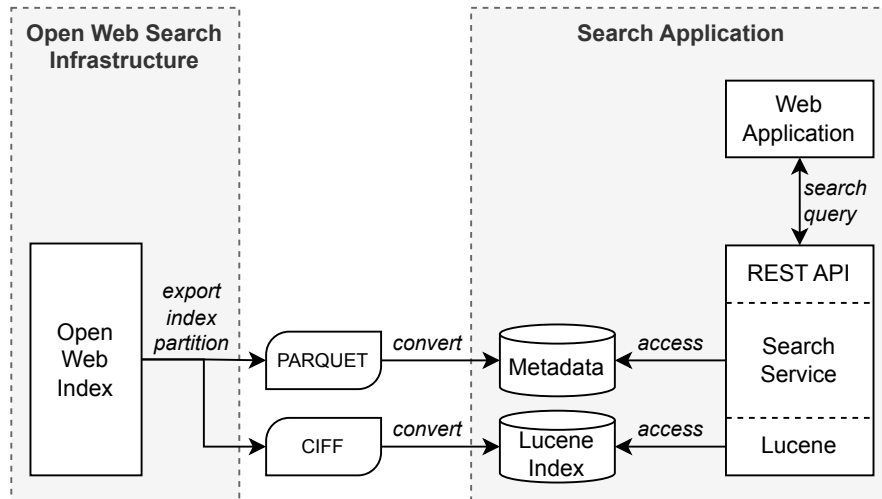 Open Web Search
Infrastructure
Search Application
Web
Application
search
query
REST API
export
index
partition
Open
Web
Index
PARQUET
convert
Metadata
access
Search
Service
CIFF
convert
Lucene
Index
access
Lucene